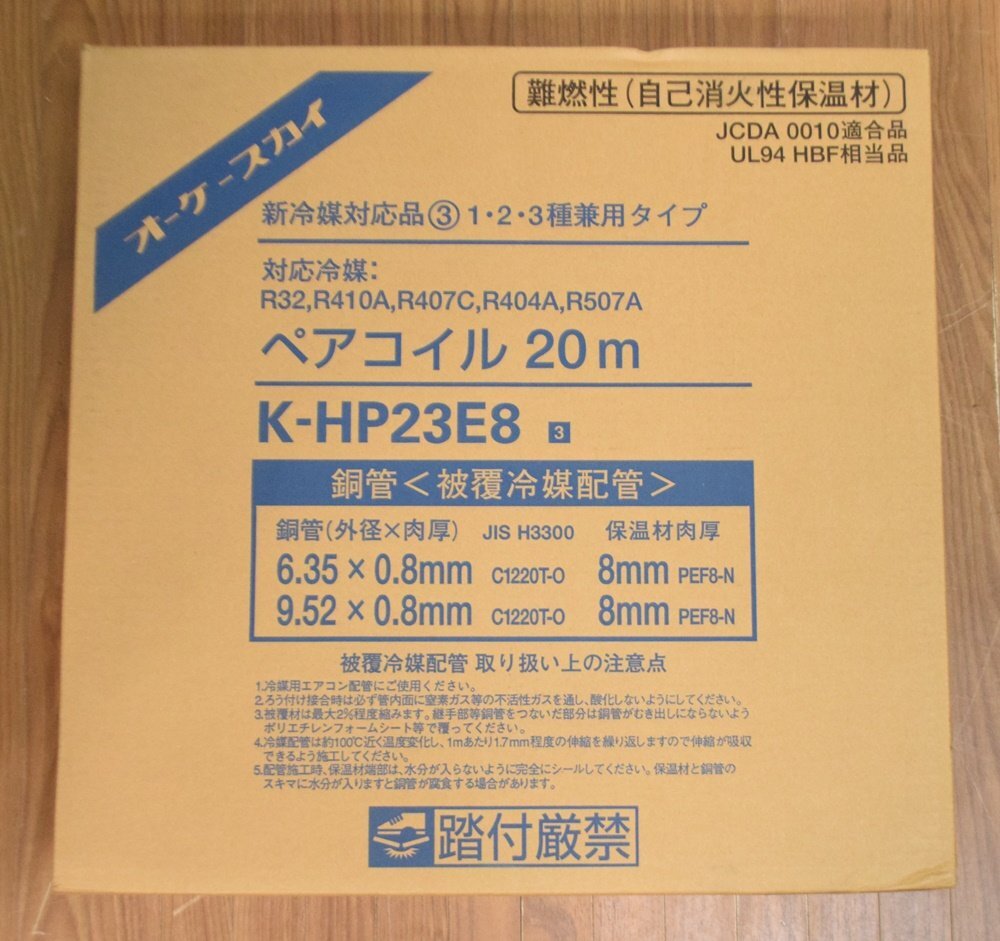 オーケースカイ
難燃性(自己消火性保温材)
JCDA 0010適合品
UL94 HBF相当品
新冷媒対応品③1・2・3種兼用タイプ
対応冷媒:
R32,R410A,R407C,R404A,R507A
ペアコイル 20m
K-HP23E8 3
銅管<被覆冷媒配管>
銅管(外径×肉厚) JIS H3300 保温材肉厚
6.35×0.8mm C1220T-O 8mm PEF8-N
9.52×0.8mm C1220T-O 8mm PEF8-N
被覆冷媒配管 取り扱い上の注意点
1.冷媒用エアコン配管にご使用ください。
2.ろう付け接合時は必ず管内面に窒素ガス等の不活性ガスを通し、酸化しないようにしてください。
3.被覆材は最大2%程度縮みます。継手部等銅管をつないだ部分は銅管がむき出しにならないよう
ポリエチレンフォームシート等で覆ってください。
4.冷媒配管は約100℃近く温度変化し、1mあたり1.7mm程度の伸縮を繰り返しますので伸縮が吸収
できるよう施工してください。
5.配管施工時、保温材端部は、水分が入らないように完全にシールしてください。保温材と銅管の
スキマに水分が入りますと銅管が腐食する場合があります。
踏付厳禁